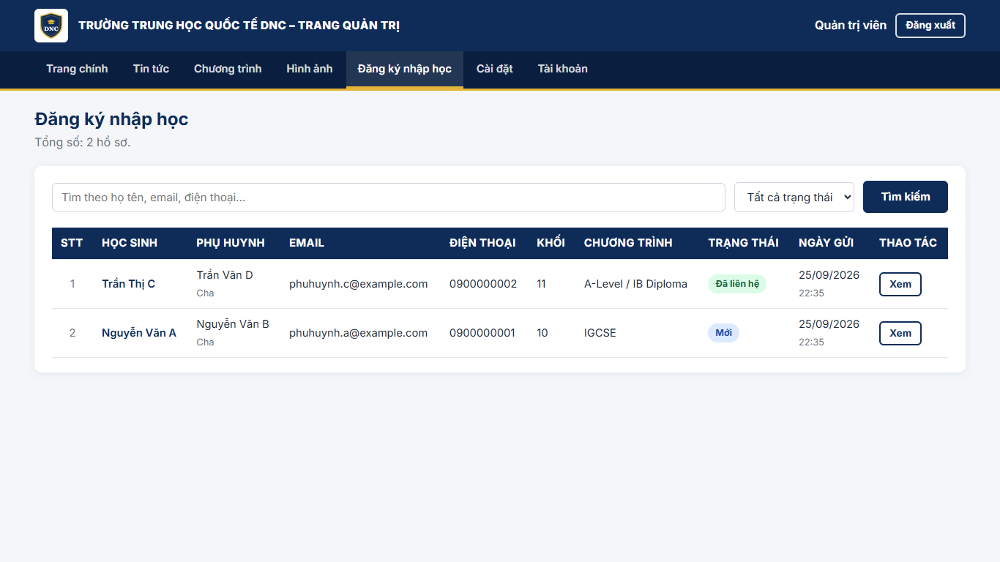 DNC
TRƯỜNG TRUNG HỌC QUỐC TẾ DNC – TRANG QUẢN TRỊ
Quản trị viên
Đăng xuất
Trang chính Tin tức Chương trình Hình ảnh Đăng ký nhập học Cài đặt Tài khoản
Đăng ký nhập học
Tổng số: 2 hồ sơ.
Tìm theo họ tên, email, điện thoại...
Tất cả trạng thái
Tìm kiếm
STT HỌC SINH PHỤ HUYNH EMAIL ĐIỆN THOẠI KHỐI CHƯƠNG TRÌNH TRẠNG THÁI NGÀY GỬI THAO TÁC
1 Trần Thị C Trần Văn D phuhuynh.c@example.com 0900000002 11 A-Level / IB Diploma Đã liên hệ 25/09/2026 Xem
Cha 22:35
2 Nguyễn Văn A Nguyễn Văn B phuhuynh.a@example.com 0900000001 10 IGCSE Mới 25/09/2026 Xem
Cha 22:35